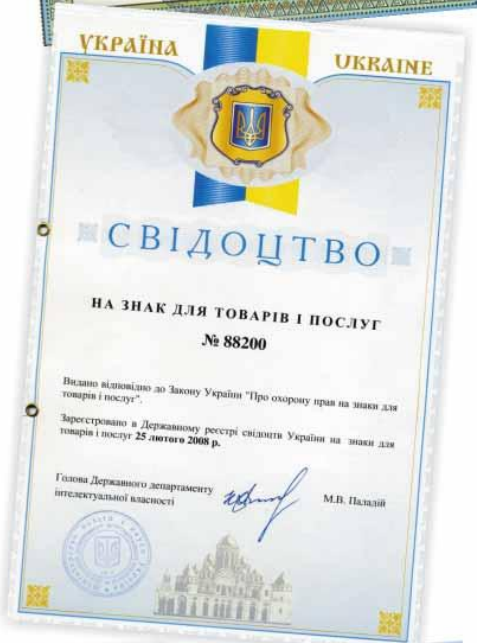 УКРАЇНА
UKRAINE
СВІДОЦТВО
НА ЗНАК ДЛЯ ТОВАРІВ І ПОСЛУГ
№ 88200
Видано відповідно до Закону України "Про охорону прав на знаки для
товарів і послуг".
Зареєстровано в Державному реєстрі свідоцтв України на знаки для
товарів і послуг 25 лютого 2008 р.
Голова Державного департаменту
інтелектуальної власності
М.В. Паладій